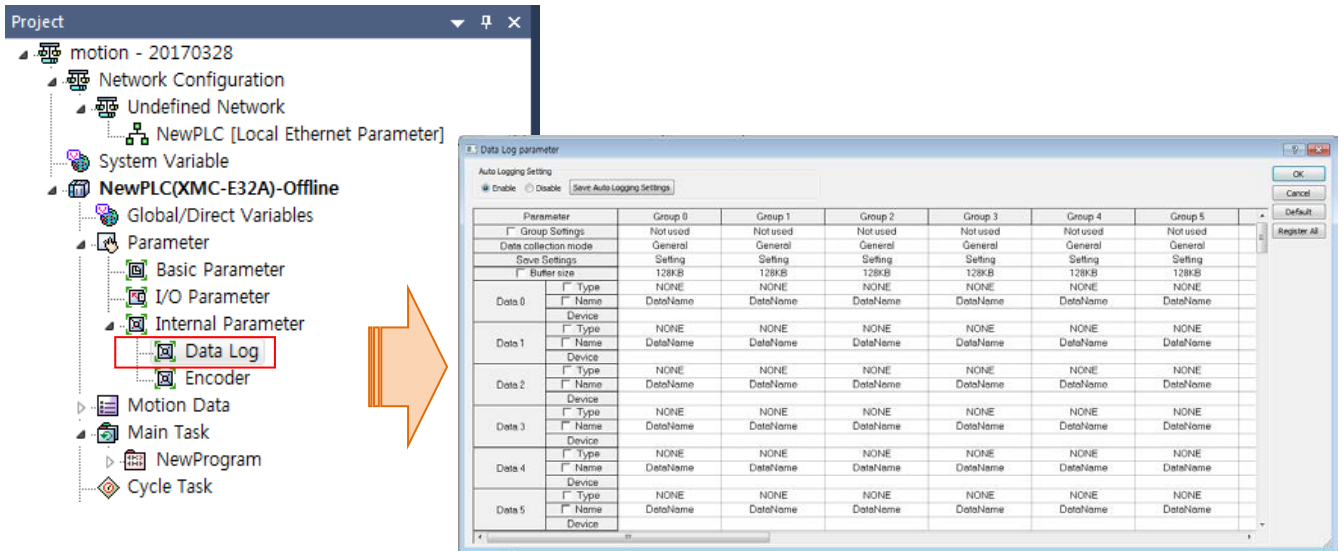 Project
motion - 20170328
Network Configuration
Undefined Network
NewPLC [Local Ethernet Parameter]
System Variable
NewPLC(XMC-E32A)-Offline
Global/Direct Variables
Parameter
Basic Parameter
I/O Parameter
Internal Parameter
Data Log
Encoder
Motion Data
Main Task
NewProgram
Cycle Task
Data Log parameter
Auto Logging Setting
Enable Disable Save Auto Logging Settings
OK
Cancel
Default
Register All
Parameter Group 0 Group 1 Group 2 Group 3 Group 4 Group 5
Group Settings Not used Not used Not used Not used Not used Not used
Data collection mode General General General General General General
Save Settings Setting Setting Setting Setting Setting Setting
Buffer size 128KB 128KB 128KB 128KB 128KB 128KB
Data 0 Type NONE NONE NONE NONE NONE NONE
Name DataName DataName DataName DataName DataName DataName
Device
Data 1 Type NONE NONE NONE NONE NONE NONE
Name DataName DataName DataName DataName DataName DataName
Device
Data 2 Type NONE NONE NONE NONE NONE NONE
Name DataName DataName DataName DataName DataName DataName
Device
Data 3 Type NONE NONE NONE NONE NONE NONE
Name DataName DataName DataName DataName DataName DataName
Device
Data 4 Type NONE NONE NONE NONE NONE NONE
Name DataName DataName DataName DataName DataName DataName
Device
Data 5 Type NONE NONE NONE NONE NONE NONE
Name DataName DataName DataName DataName DataName DataName
Device